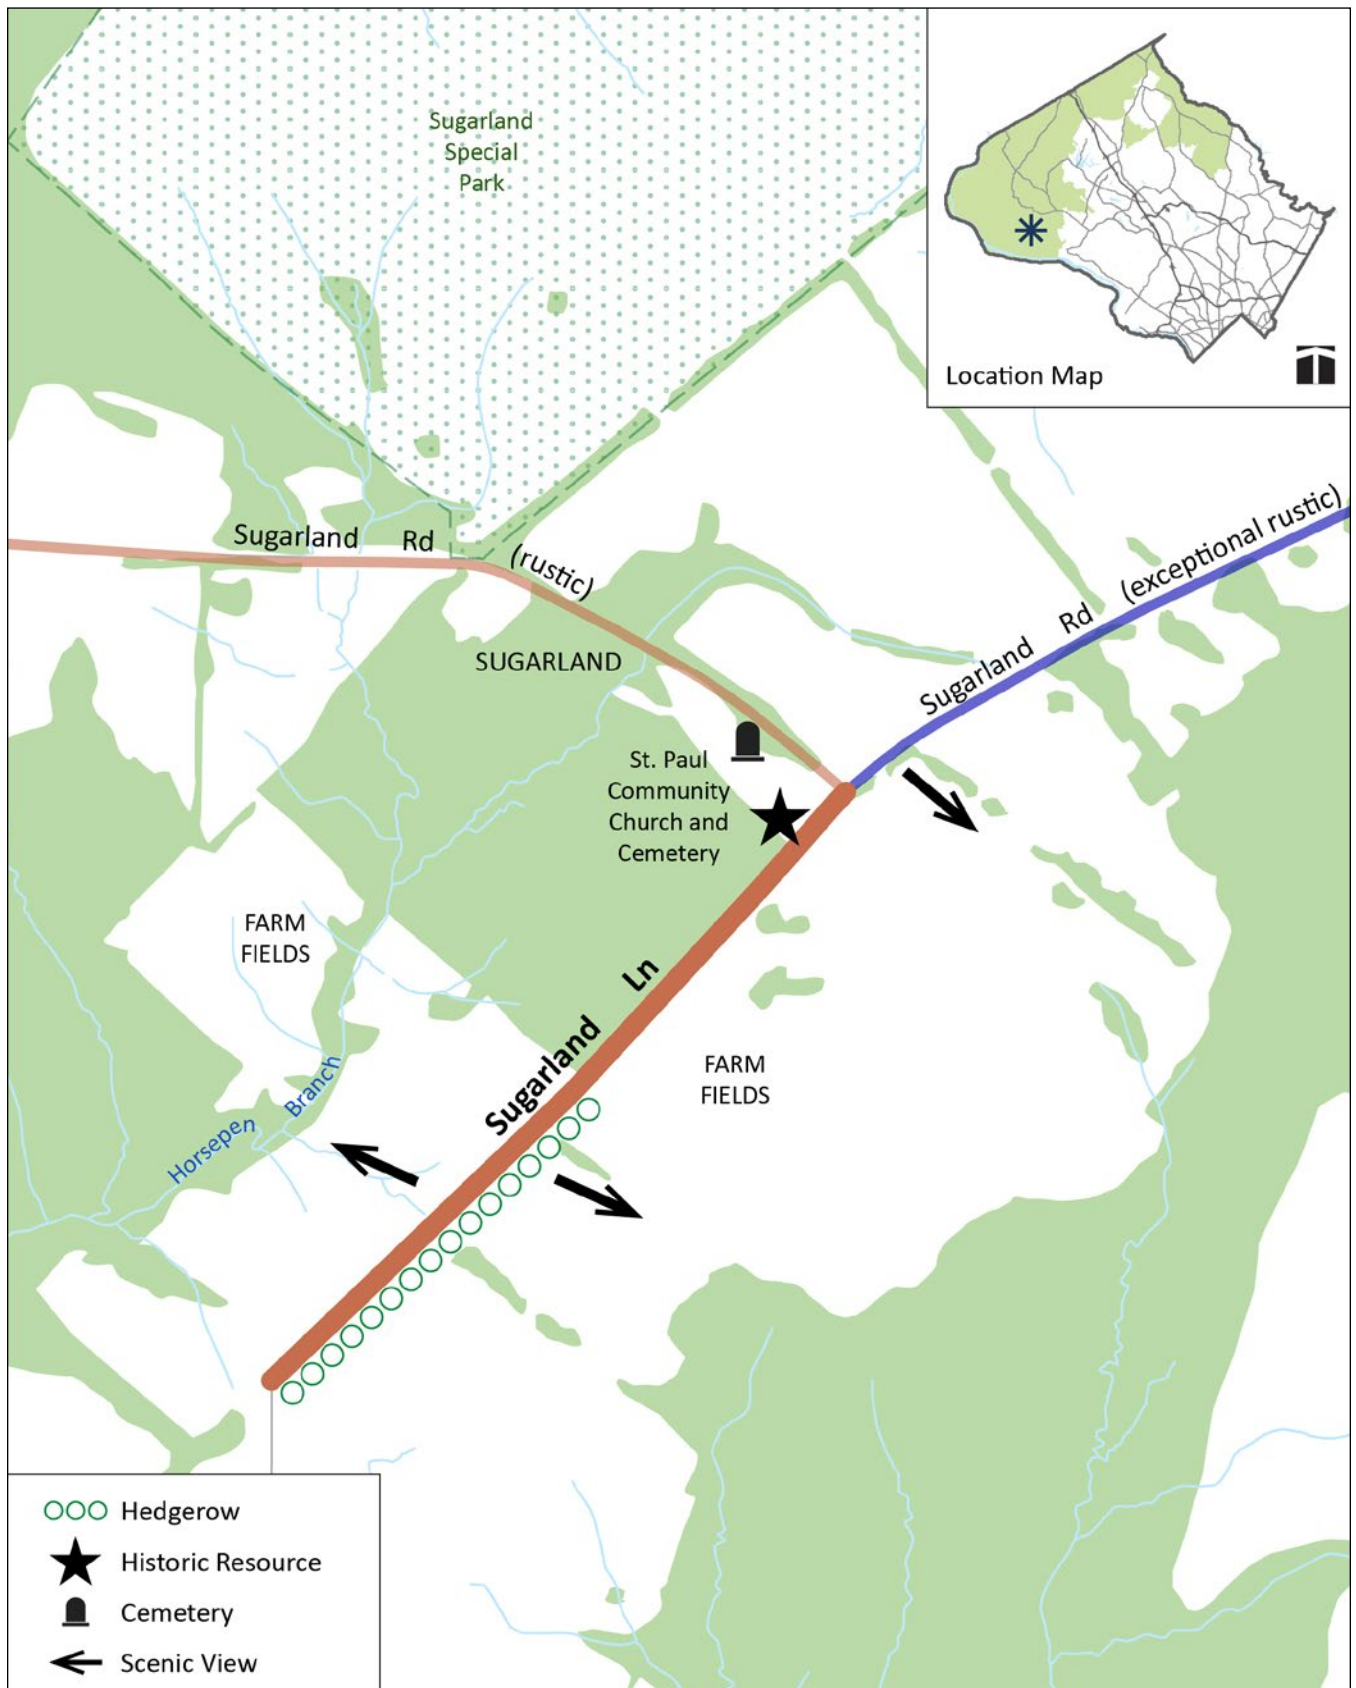 Sugarland
Special
Park
Location Map
Sugarland Rd (rustic)
Sugarland Rd (exceptional rustic)
SUGARLAND
St. Paul
Community
Church and
Cemetery
FARM
FIELDS
Sugarland Ln
FARM
FIELDS
Horsepen Branch
Hedgerow
Historic Resource
Cemetery
Scenic View